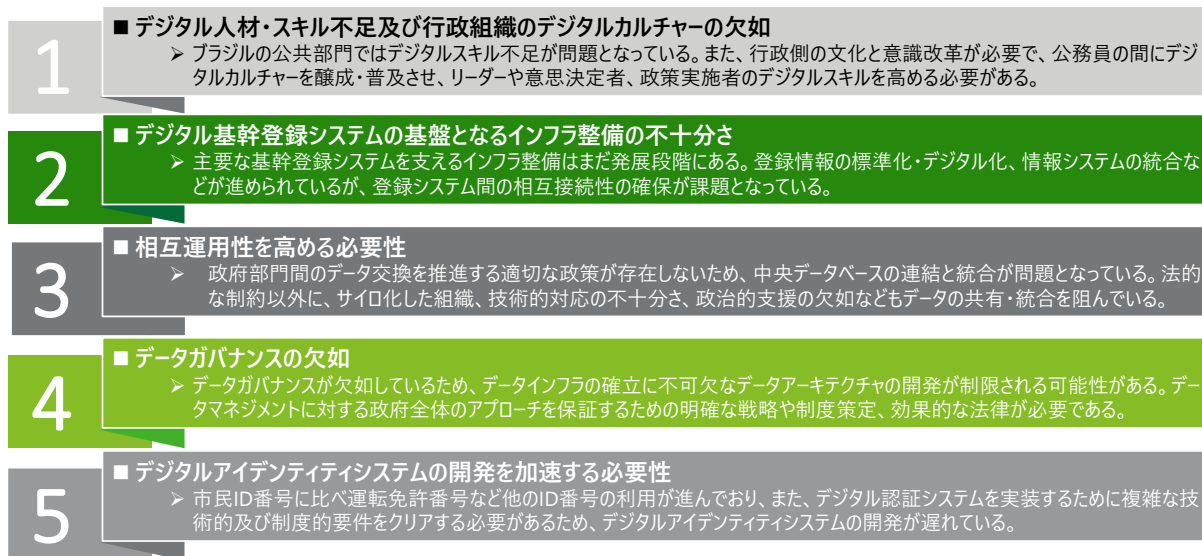 1
■ デジタル人材・スキル不足及び行政組織のデジタルカルチャーの欠如
➢ ブラジルの公共部門ではデジタルスキル不足が問題となっている。また、行政側の文化と意識改革が必要で、公務員の間にデジ
タルカルチャーを醸成・普及させ、リーダーや意思決定者、政策実施者のデジタルスキルを高める必要がある。
2
■ デジタル基幹登録システムの基盤となるインフラ整備の不十分さ
➢ 主要な基幹登録システムを支えるインフラ整備はまだ発展段階にある。登録情報の標準化・デジタル化、情報システムの統合な
どが進められているが、登録システム間の相互接続性の確保が課題となっている。
3
■ 相互運用性を高める必要性
➢ 政府部門間のデータ交換を推進する適切な政策が存在しないため、中央データベースの連結と統合が問題となっている。法的
な制約以外に、サイロ化した組織、技術的対応の不十分さ、政治的支援の欠如などもデータの共有・統合を阻んでいる。
4
■ データガバナンスの欠如
➢ データガバナンスが欠如しているため、データインフラの確立に不可欠なデータアーキテクチャの開発が制限される可能性がある。デー
タマネジメントに対する政府全体のアプローチを保証するための明確な戦略や制度策定、効果的な法律が必要である。
5
■ デジタルアイデンティティシステムの開発を加速する必要性
➢ 市民ID番号に比べ運転免許番号など他のID番号の利用が進んでおり、また、デジタル認証システムを実装するために複雑な技
術的及び制度的要件をクリアする必要があるため、デジタルアイデンティティシステムの開発が遅れている。